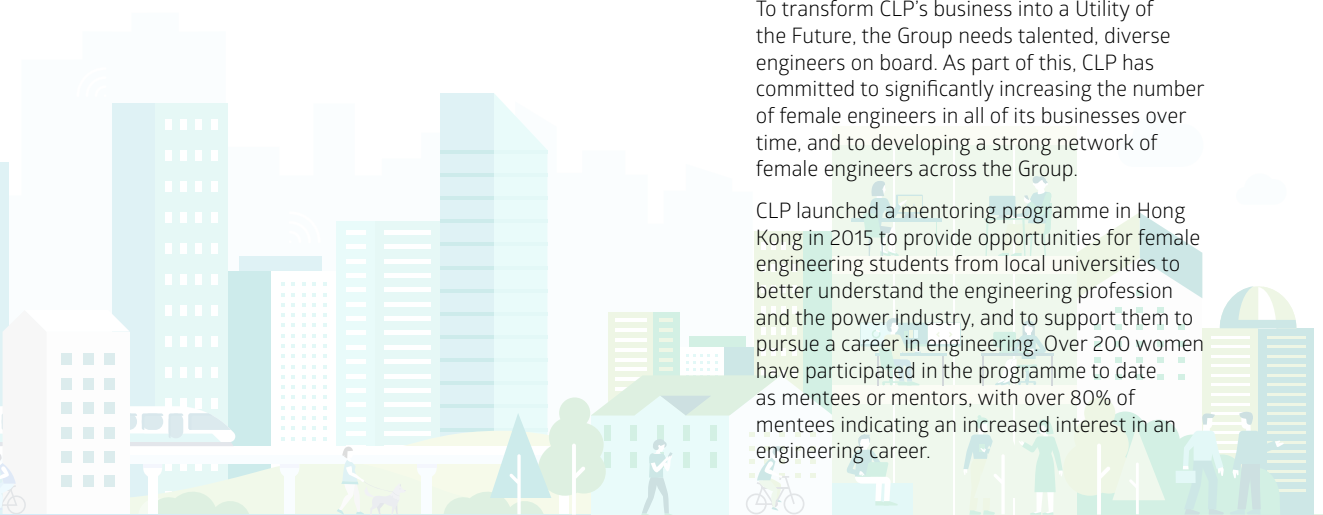 To transform CLP's business into a Utility of
the Future, the Group needs talented, diverse
engineers on board. As part of this, CLP has
committed to significantly increasing the number
of female engineers in all of its businesses over
time, and to developing a strong network of
female engineers across the Group.
CLP launched a mentoring programme in Hong
Kong in 2015 to provide opportunities for female
engineering students from local universities to
better understand the engineering profession
and the power industry, and to support them to
pursue a career in engineering. Over 200 women
have participated in the programme to date
as mentees or mentors, with over 80% of
mentees indicating an increased interest in an
engineering career.